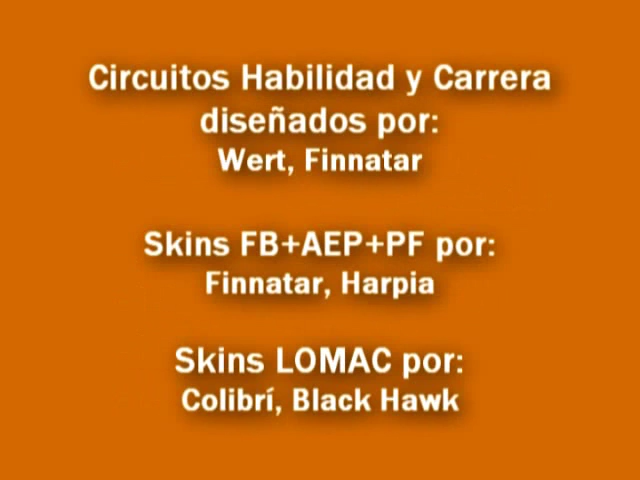 Circuitos Habilidad y Carrera
diseñados por:
Wert, Finnatar
Skins FB+AEP+PF por:
Finnatar, Harpia
Skins LOMAC por:
Colibrí, Black Hawk